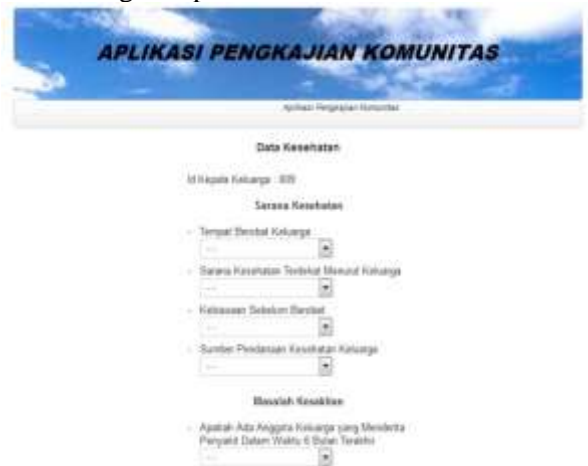 APLIKASI PENGKAJIAN KOMUNITAS
Aplikasi Pengkajian Komunitas
Data Kesehatan
Id Kepala Keluarga :
Sarana Kesehatan
- Tempat Berobat Keluarga
---
- Sarana Kesehatan Terdekat Menurut Keluarga
---
- Kebiasaan Sebelum Berobat
---
- Sumber Pendanaan Kesehatan Keluarga
---
Masalah Kesakitan
- Apakah Ada Anggota Keluarga yang Menderita
Penyakit Dalam Waktu 6 Bulan Terakhir
---